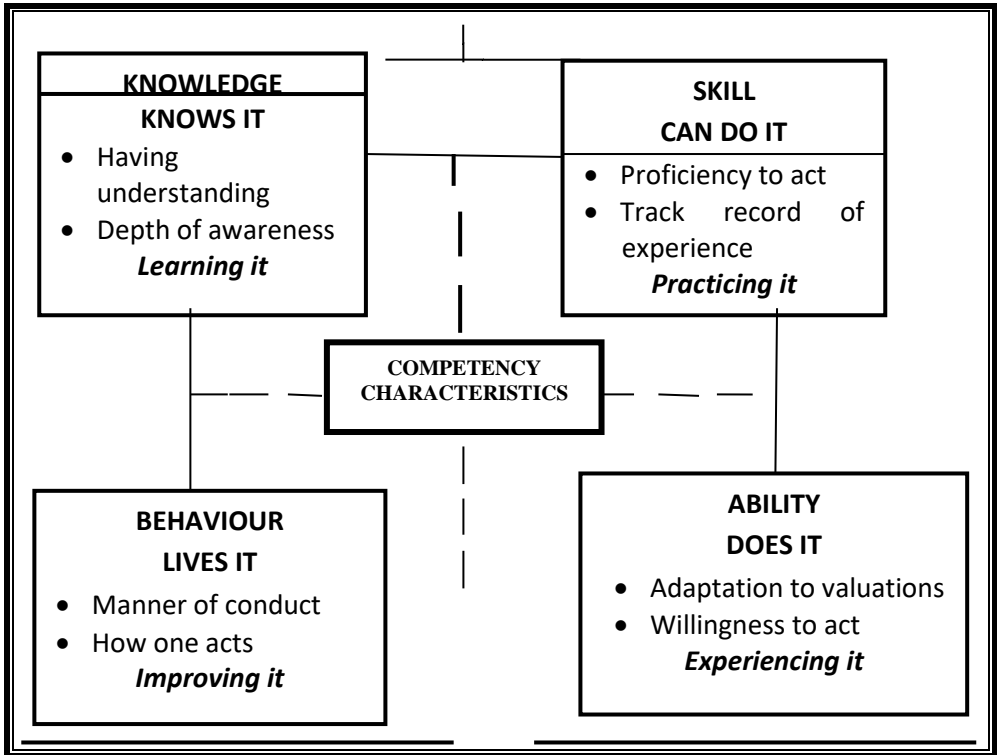 KNOWLEDGE
KNOWS IT
• Having
understanding
• Depth of awareness
Learning it
SKILL
CAN DO IT
• Proficiency to act
• Track record of
experience
Practicing it
COMPETENCY
CHARACTERISTICS
BEHAVIOUR
LIVES IT
• Manner of conduct
• How one acts
Improving it
ABILITY
DOES IT
• Adaptation to valuations
• Willingness to act
Experiencing it